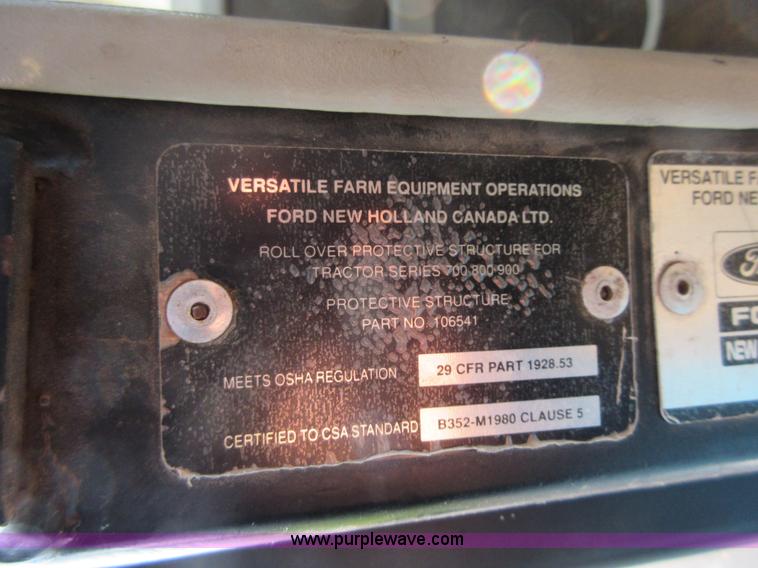 VERSATILE FARM EQUIPMENT OPERATIONS
FORD NEW HOLLAND CANADA LTD.
ROLL OVER PROTECTIVE STRUCTURE FOR
TRACTOR SERIES 700 800 900
PROTECTIVE STRUCTURE
PART NO. 106541
MEETS OSHA REGULATION 29 CFR PART 1928.53
CERTIFIED TO CSA STANDARD B352-M1980 CLAUSE 5
VERSATILE
FORD
NEW
www.purplewave.com